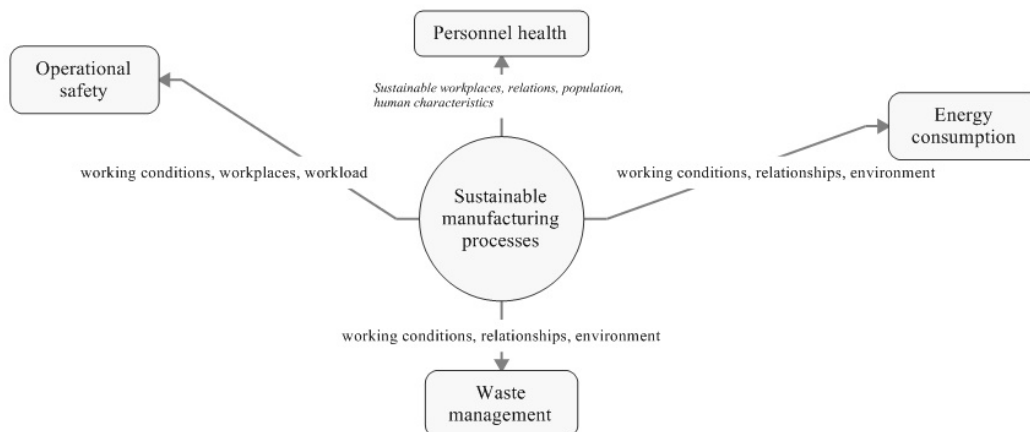 Personnel health
Operational
safety
Sustainable workplaces, relations, population,
human characteristics
Energy
consumption
working conditions, workplaces, workload
working conditions, relationships, environment
Sustainable
manufacturing
processes
working conditions, relationships, environment
Waste
management